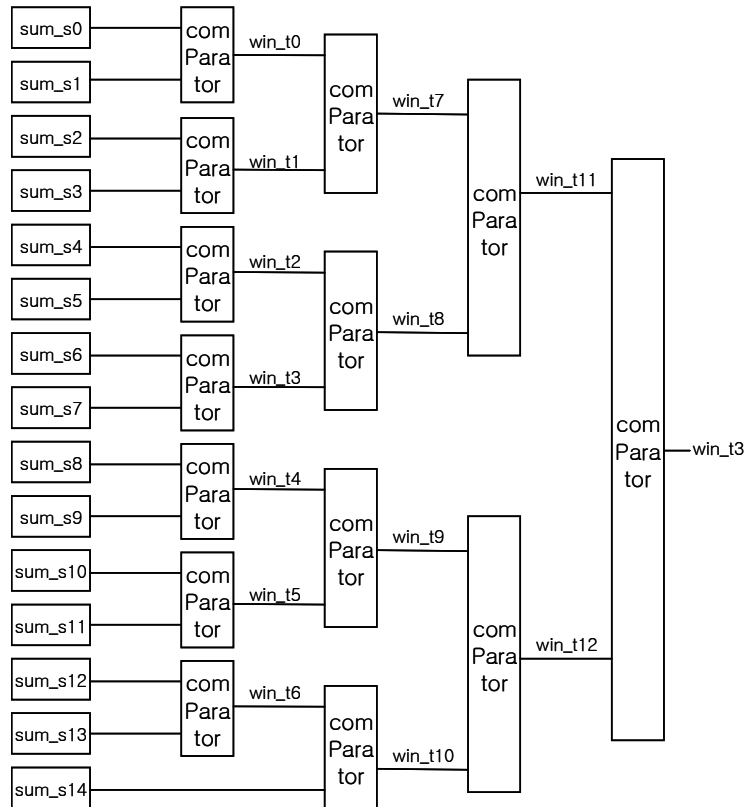 sum_s0
sum_s1
sum_s2
sum_s3
sum_s4
sum_s5
sum_s6
sum_s7
sum_s8
sum_s9
sum_s10
sum_s11
sum_s12
sum_s13
sum_s14
com
Para
tor
com
Para
tor
com
Para
tor
com
Para
tor
com
Para
tor
com
Para
tor
com
Para
tor
win_t0
win_t1
win_t2
win_t3
win_t4
win_t5
win_t6
com
Para
tor
com
Para
tor
com
Para
tor
com
Para
tor
win_t7
win_t8
win_t9
win_t10
com
Para
tor
com
Para
tor
win_t11
win_t12
com
Para
tor
win_t3